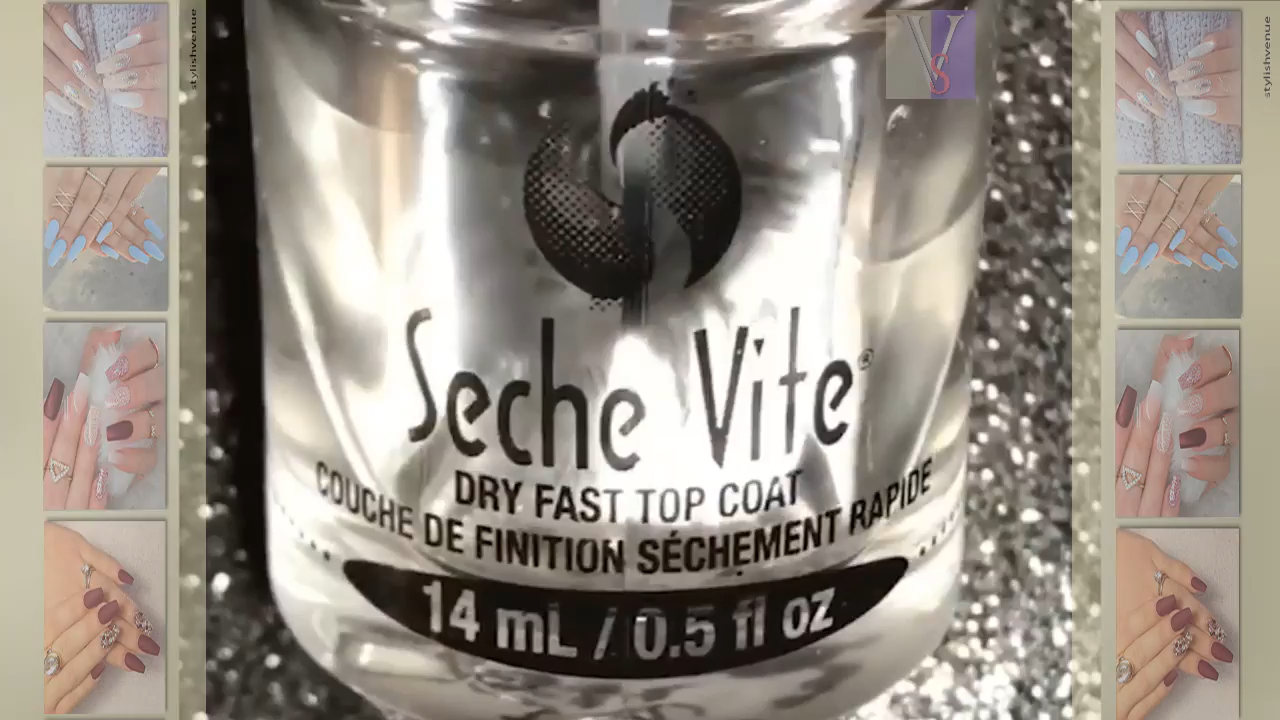 stylishvenue
VS
Seche Vite®
DRY FAST TOP COAT
COUCHE DE FINITION SÉCHEMENT RAPIDE
14 mL / 0.5 fl oz
stylishvenue